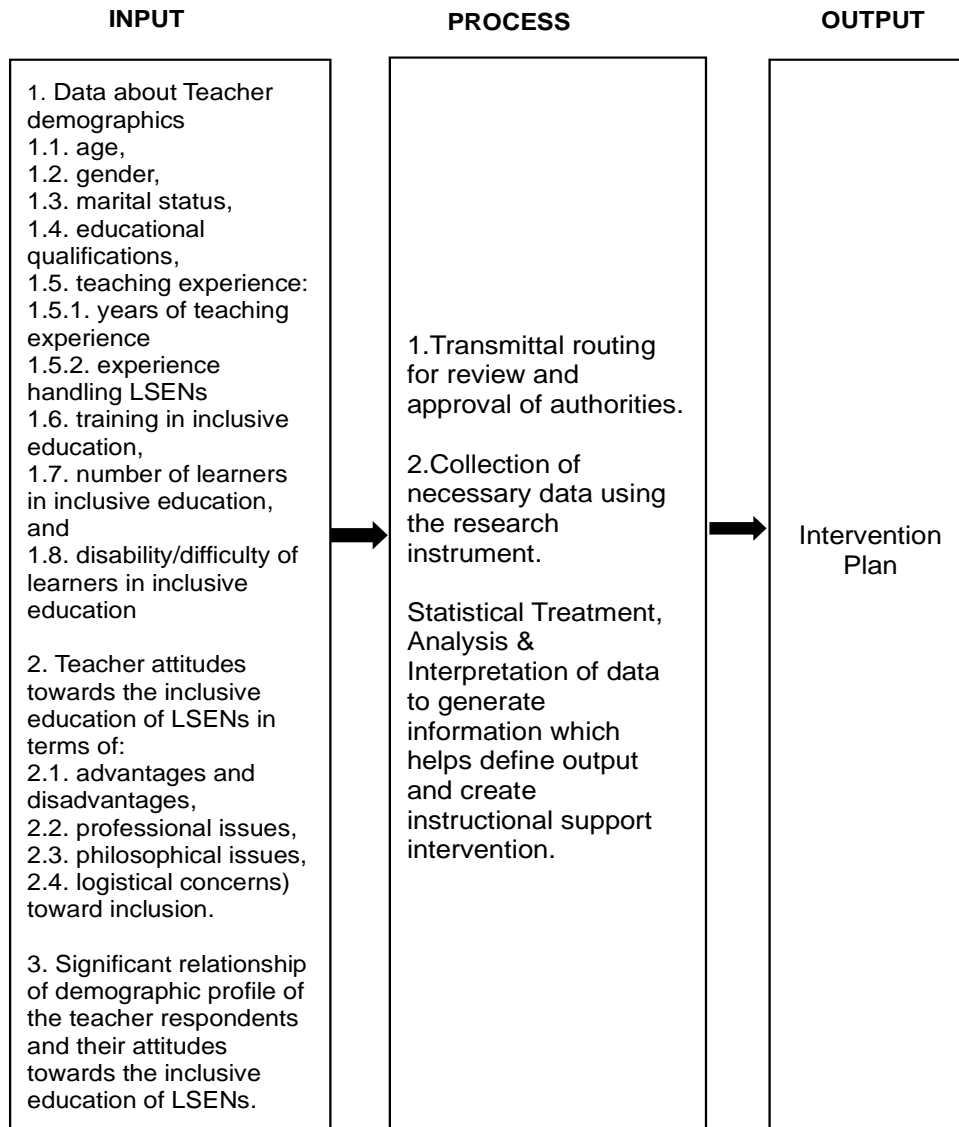 INPUT
PROCESS
OUTPUT
1. Data about Teacher
demographics
1.1. age,
1.2. gender,
1.3. marital status,
1.4. educational
qualifications,
1.5. teaching experience:
1.5.1. years of teaching
experience
1.5.2. experience
handling LSENs
1.6. training in inclusive
education,
1.7. number of learners
in inclusive education,
and
1.8. disability/difficulty of
learners in inclusive
education
2. Teacher attitudes
towards the inclusive
education of LSENs in
terms of:
2.1. advantages and
disadvantages,
2.2. professional issues,
2.3. philosophical issues,
2.4. logistical concerns)
toward inclusion.
3. Significant relationship
of demographic profile of
the teacher respondents
and their attitudes
towards the inclusive
education of LSENs.
1.Transmittal routing
for review and
approval of authorities.
2.Collection of
necessary data using
the research
instrument.
Statistical Treatment,
Analysis &
Interpretation of data
to generate
information which
helps define output
and create
instructional support
intervention.
Intervention
Plan